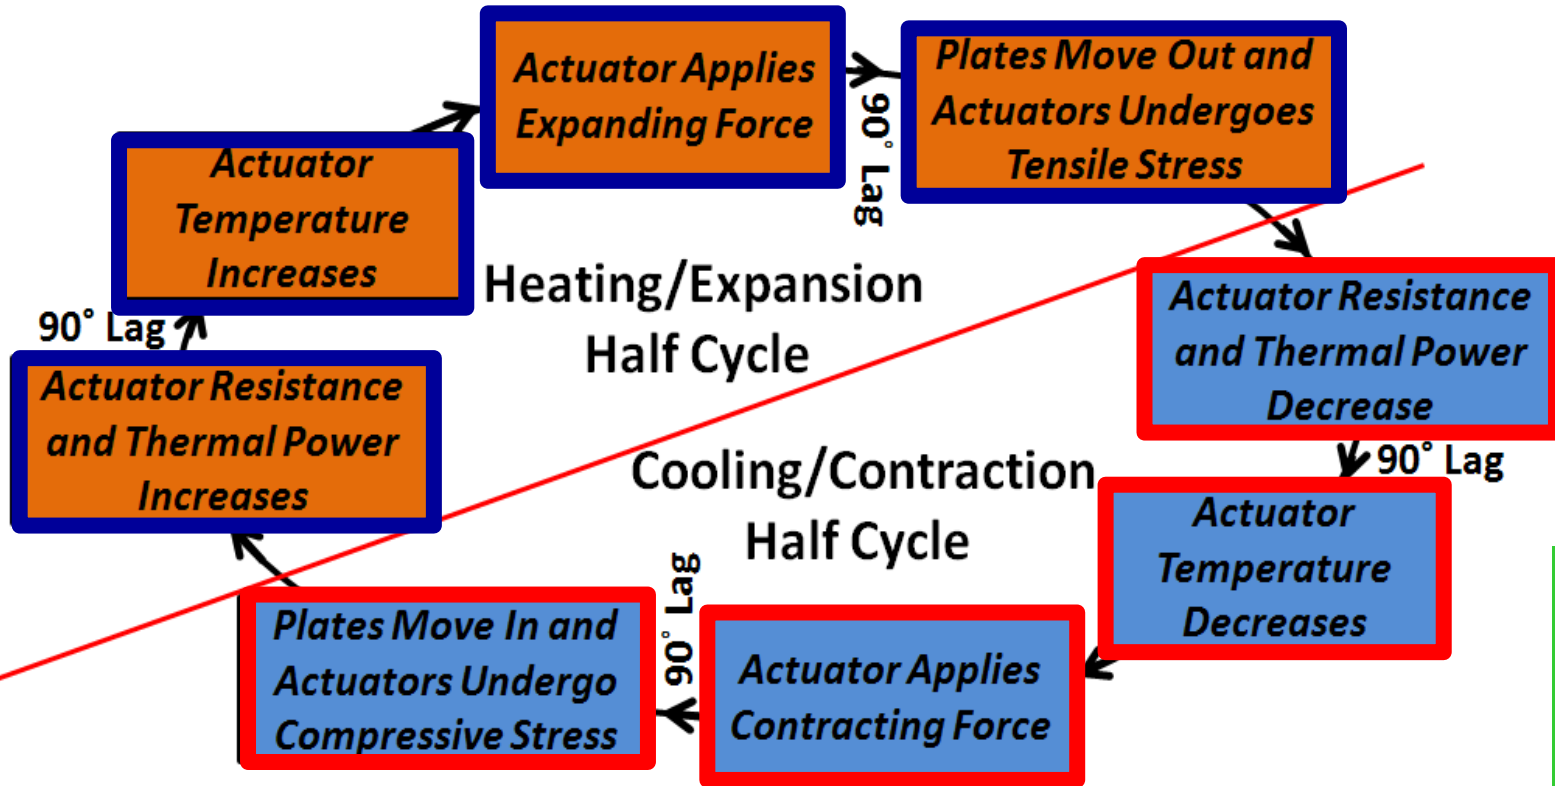 Actuator Applies
Expanding Force
90° Lag
Plates Move Out and
Actuators Undergoes
Tensile Stress
Actuator
Temperature
Increases
Heating/Expansion
Half Cycle
90° Lag
Actuator Resistance
and Thermal Power
Increases
Actuator Resistance
and Thermal Power
Decrease
90° Lag
Cooling/Contraction
Half Cycle
Actuator
Temperature
Decreases
Actuator Applies
Contracting Force
90° Lag
Plates Move In and
Actuators Undergo
Compressive Stress